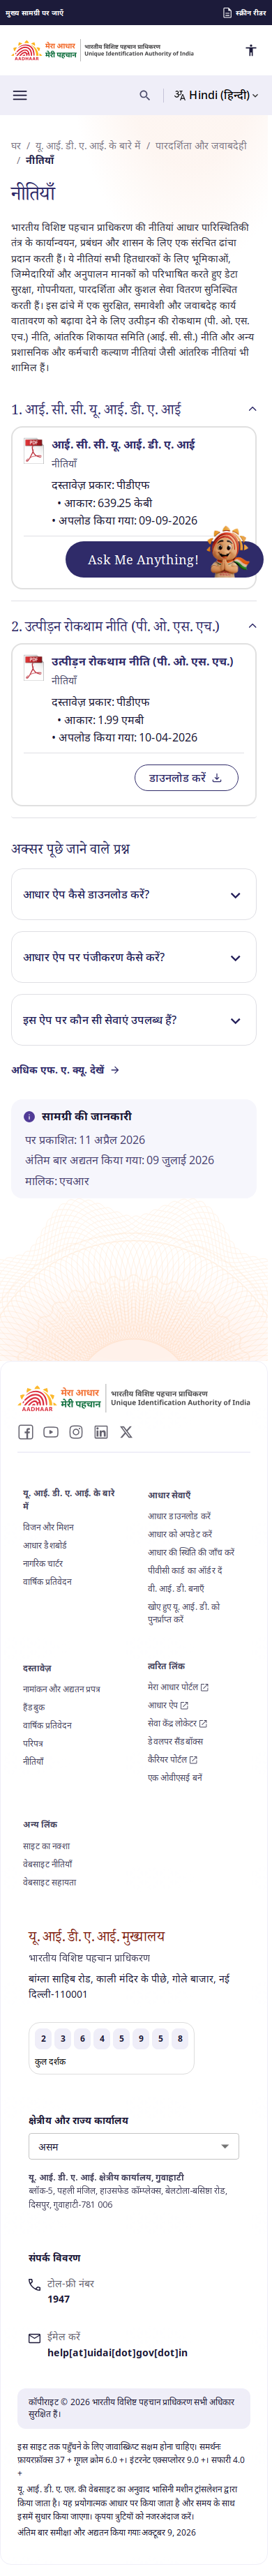 मुख्य सामग्री पर जाएँ
स्क्रीन रीडर
मेरा आधार
मेरी पहचान
AADHAAR
भारतीय विशिष्ट पहचान प्राधिकरण
Unique Identification Authority of India
Hindi (हिन्दी)
घर / यू. आई. डी. ए. आई. के बारे में / पारदर्शिता और जवाबदेही
/ नीतियाँ
नीतियाँ
भारतीय विशिष्ट पहचान प्राधिकरण की नीतियां आधार पारिस्थितिकी
तंत्र के कार्यान्वयन, प्रबंधन और शासन के लिए एक संरचित ढांचा
प्रदान करती हैं। ये नीतियां सभी हितधारकों के लिए भूमिकाओं,
जिम्मेदारियों और अनुपालन मानकों को परिभाषित करते हुए डेटा
सुरक्षा, गोपनीयता, पारदर्शिता और कुशल सेवा वितरण सुनिश्चित
करती हैं। इस ढांचे में एक सुरक्षित, समावेशी और जवाबदेह कार्य
वातावरण को बढ़ावा देने के लिए उत्पीड़न की रोकथाम (पी. ओ. एस.
एच.) नीति, आंतरिक शिकायत समिति (आई. सी. सी.) नीति और अन्य
प्रशासनिक और कर्मचारी कल्याण नीतियां जैसी आंतरिक नीतियां भी
शामिल हैं।
1. आई. सी. सी. यू. आई. डी. ए. आई
PDF
आई. सी. सी. यू. आई. डी. ए. आई
नीतियाँ
दस्तावेज़ प्रकार: पीडीएफ
• आकार: 639.25 केबी
• अपलोड किया गया: 09-09-2026
Ask Me Anything!
2. उत्पीड़न रोकथाम नीति (पी. ओ. एस. एच.)
PDF
उत्पीड़न रोकथाम नीति (पी. ओ. एस. एच.)
नीतियाँ
दस्तावेज़ प्रकार: पीडीएफ
• आकार: 1.99 एमबी
• अपलोड किया गया: 10-04-2026
डाउनलोड करें
अक्सर पूछे जाने वाले प्रश्न
आधार ऐप कैसे डाउनलोड करें?
आधार ऐप पर पंजीकरण कैसे करें?
इस ऐप पर कौन सी सेवाएं उपलब्ध हैं?
अधिक एफ. ए. क्यू. देखें
सामग्री की जानकारी
पर प्रकाशित: 11 अप्रैल 2026
अंतिम बार अद्यतन किया गया: 09 जुलाई 2026
मालिक: एचआर
मेरा आधार
मेरी पहचान
AADHAAR
भारतीय विशिष्ट पहचान प्राधिकरण
Unique Identification Authority of India
यू. आई. डी. ए. आई. के बारे
में
विजन और मिशन
आधार डैशबोर्ड
नागरिक चार्टर
वार्षिक प्रतिवेदन
आधार सेवाएँ
आधार डाउनलोड करें
आधार को अपडेट करें
आधार की स्थिति की जाँच करें
पीवीसी कार्ड का ऑर्डर दें
वी. आई. डी. बनाएँ
खोए हुए यू. आई. डी. को
पुनर्प्राप्त करें
दस्तावेज़
नामांकन और अद्यतन प्रपत्र
हैंडबुक
वार्षिक प्रतिवेदन
परिपत्र
नीतियाँ
त्वरित लिंक
मेरा आधार पोर्टल
आधार ऐप
सेवा केंद्र लोकेटर
डेवलपर सैंडबॉक्स
कैरियर पोर्टल
एक ओवीएसई बनें
अन्य लिंक
साइट का नक्शा
वेबसाइट नीतियाँ
वेबसाइट सहायता
यू. आई. डी. ए. आई. मुख्यालय
भारतीय विशिष्ट पहचान प्राधिकरण
बांग्ला साहिब रोड, काली मंदिर के पीछे, गोले बाजार, नई
दिल्ली-110001
2 3 6 4 5 9 5 8
कुल दर्शक
क्षेत्रीय और राज्य कार्यालय
असम
यू. आई. डी. ए. आई. क्षेत्रीय कार्यालय, गुवाहाटी
ब्लॉक-5, पहली मंजिल, हाउसफेड कॉम्प्लेक्स, बेलटोला-बसिष्ठा रोड,
दिसपुर, गुवाहाटी-781 006
संपर्क विवरण
टोल-फ्री नंबर
1947
ईमेल करें
help[at]uidai[dot]gov[dot]in
कॉपीराइट © 2026 भारतीय विशिष्ट पहचान प्राधिकरण सभी अधिकार
सुरक्षित हैं।
इस साइट तक पहुँचने के लिए जावास्क्रिप्ट सक्षम होना चाहिए। समर्थनः
फ़ायरफ़ॉक्स 37 + गूगल क्रोम 6.0 +। इंटरनेट एक्सप्लोरर 9.0 +। सफारी 4.0
+
यू. आई. डी. ए. एल. की वेबसाइट का अनुवाद भाषिनी मशीन ट्रांसलेशन द्वारा
किया जाता है। यह प्रयोगात्मक आधार पर किया जाता है और समय के साथ
इसमें सुधार किया जाएगा। कृपया त्रुटियों को नजरअंदाज करें।
अंतिम बार समीक्षा और अद्यतन किया गयाः अक्टूबर 9, 2026